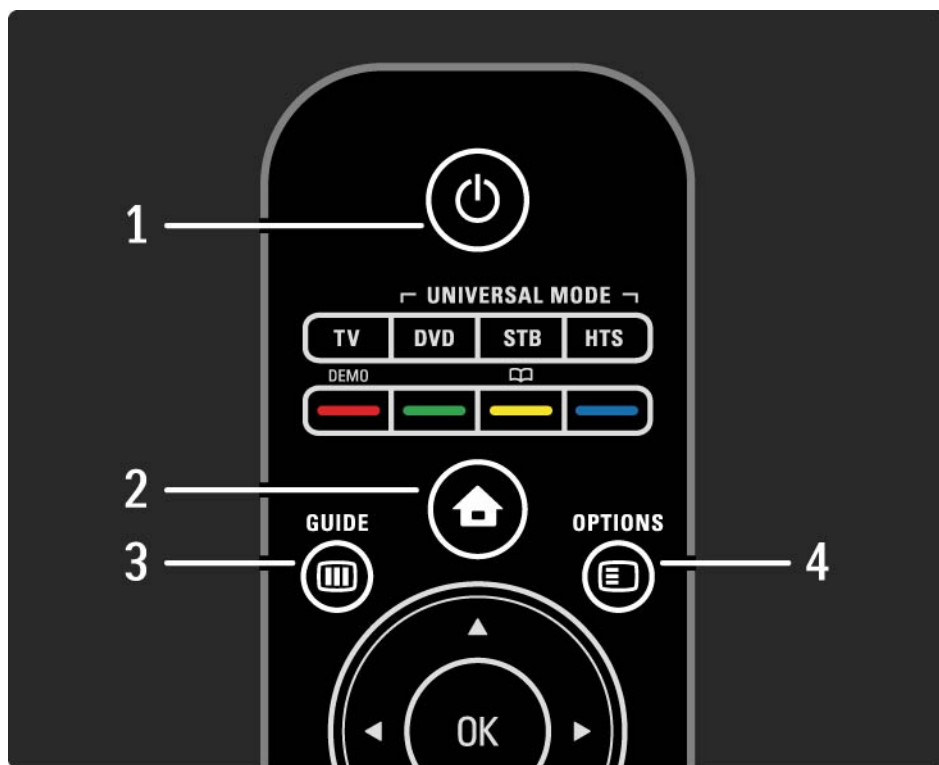 1
UNIVERSAL MODE
TV DVD STB HTS
DEMO
2
GUIDE OPTIONS
3 4
OK